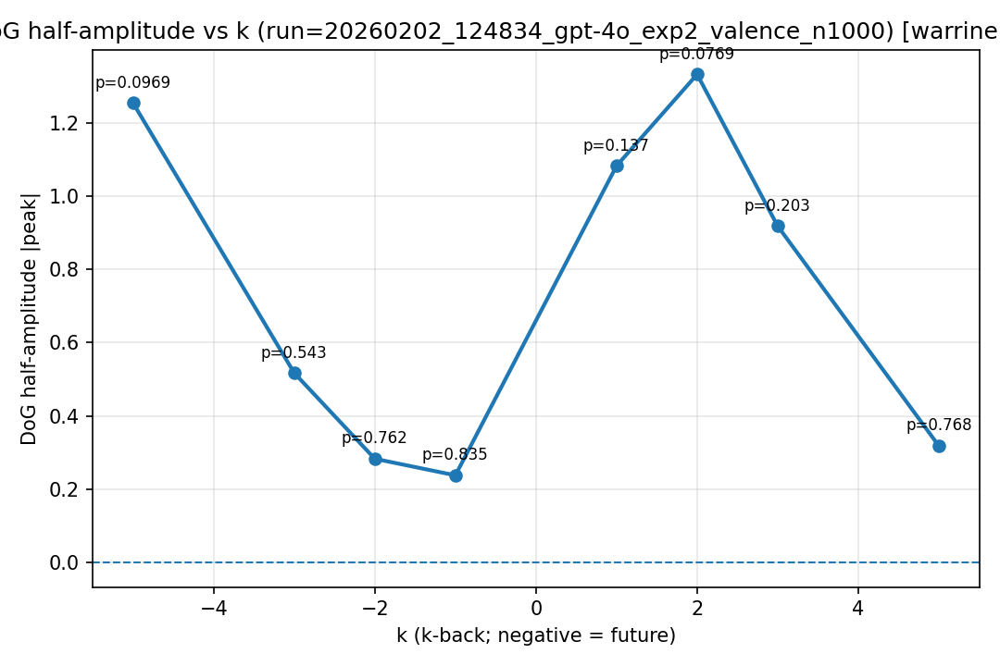 G half-amplitude vs k (run=20260202_124834_gpt-4o_exp2_valence_n1000) [warrine
p=0.0769
p=0.0969
p=0.137
p=0.203
p=0.543
p=0.762
p=0.835
p=0.768
DoG half-amplitude |peak|
1.2
1.0
0.8
0.6
0.4
0.2
0.0
−4
−2
0
2
4
k (k-back; negative = future)